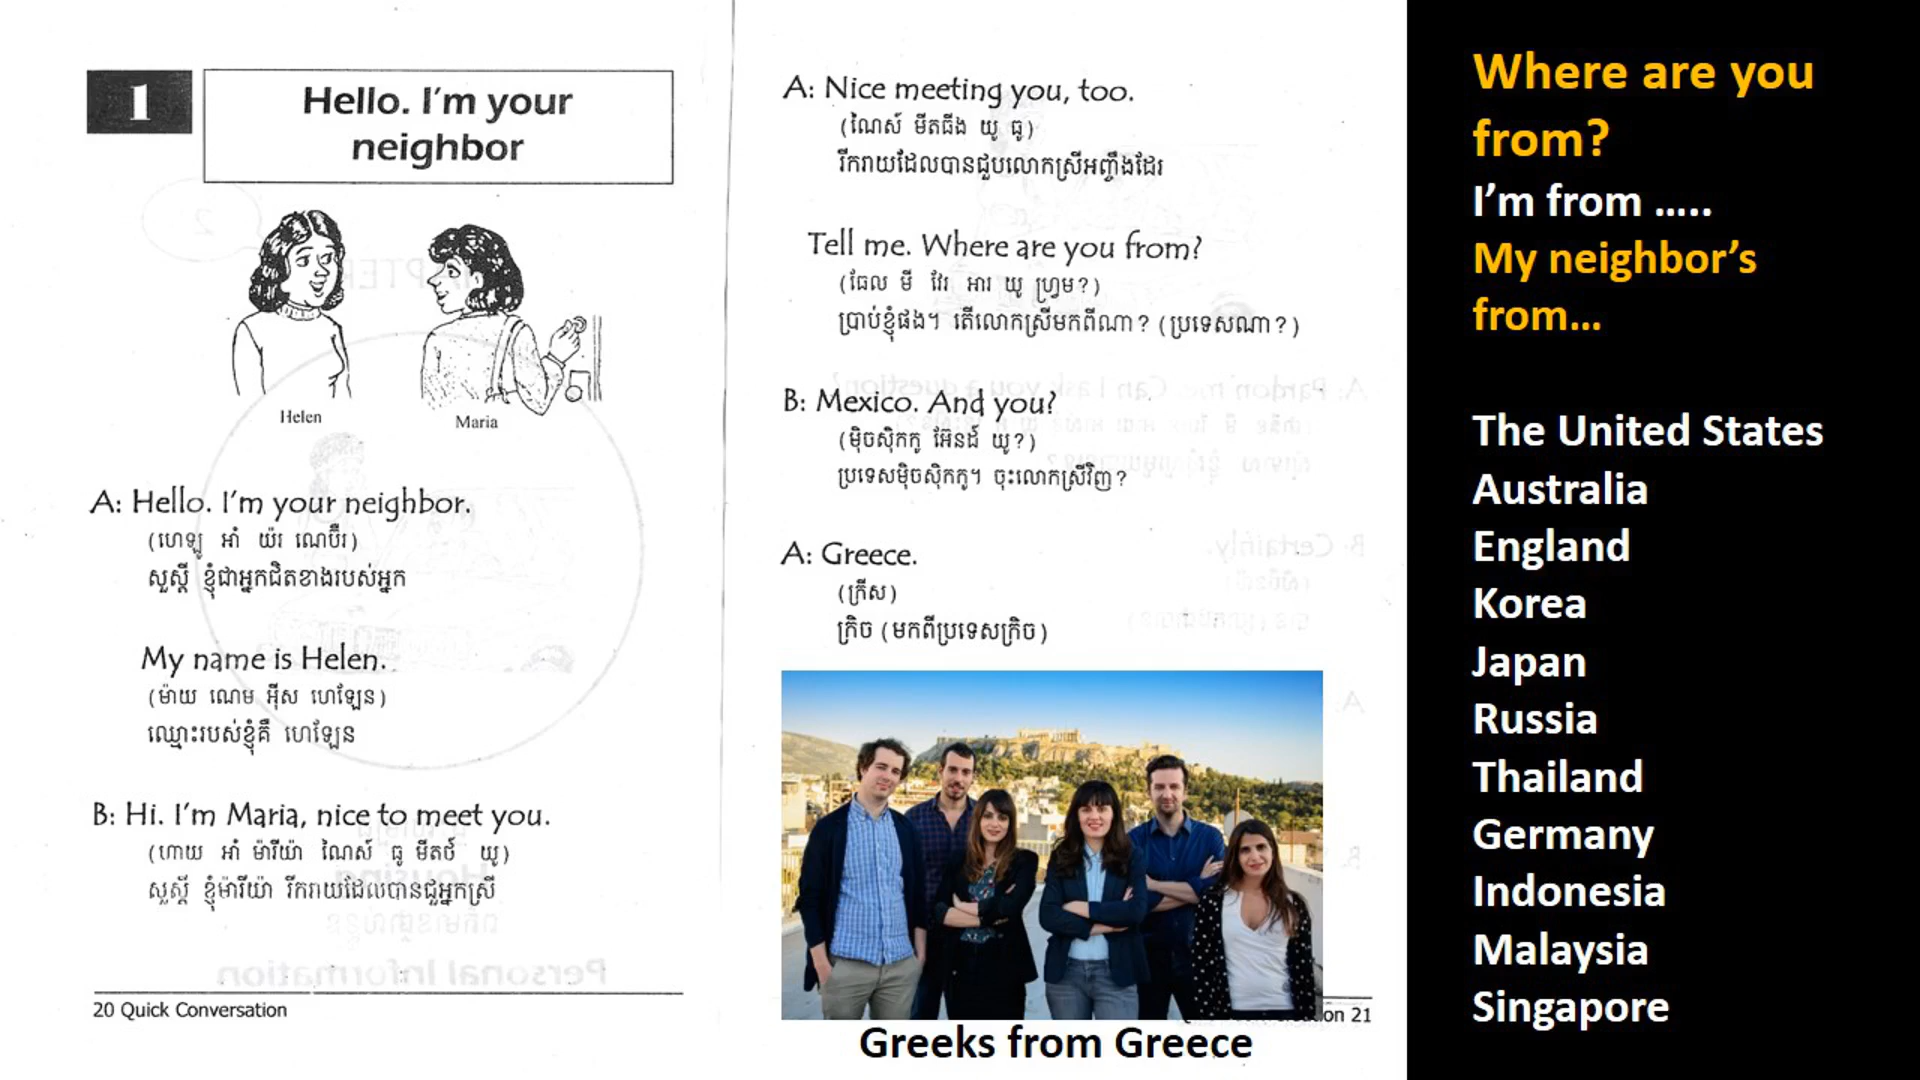 1
Hello. I'm your
neighbor
Helen
Maria
A: Hello. I'm your neighbor.
(ហេឡូ អាំ យ៉រ ណេប៊ឺរ)
សួស្ដី ខ្ញុំជាអ្នកជិតខាងរបស់អ្នក
My name is Helen.
(ម៉ាយ ណេម អ៊ីស ហេឡែន)
ឈ្មោះរបស់ខ្ញុំគឺ ហេឡែន
B: Hi. I'm Maria, nice to meet you.
(ហាយ អាំ ម៉ារីយ៉ា ណៃស៍ ធូ មីតថ៍ យូ)
សួស្ដី ខ្ញុំម៉ារីយ៉ា រីករាយដែលបានជួអ្នកស្រី
20 Quick Conversation
A: Nice meeting you, too.
(ណៃស៍ មីតធីង យូ ធូ)
រីករាយដែលបានជួបលោកស្រីអញ្ចឹងដែរ
Tell me. Where are you from?
(ធែល មី វែរ អារ យូ ហ្វ្រម?)
ប្រាប់ខ្ញុំផង។ តើលោកស្រីមកពីណា? (ប្រទេសណា?)
B: Mexico. And you?
(ម៉ិចស៊ិកកូ អ៊ែនដ៍ យូ?)
ប្រទេសម៉ិចស៊ិកកូ។ ចុះលោកស្រីវិញ?
A: Greece.
(ក្រីស)
ក្រិច (មកពីប្រទេសក្រិច)
on 21
Greeks from Greece
Where are you
from?
I'm from .....
My neighbor's
from...
The United States
Australia
England
Korea
Japan
Russia
Thailand
Germany
Indonesia
Malaysia
Singapore